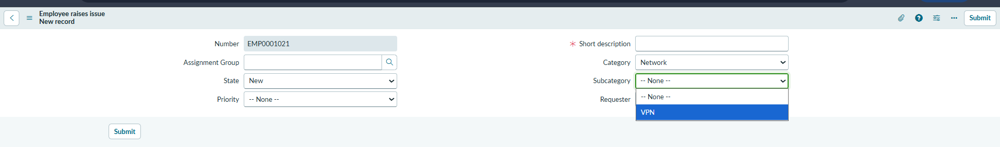 Employee raises issue
New record
Submit
Number EMP0001021
Assignment Group
State New
Priority -- None --
Short description
Category Network
Subcategory -- None --
-- None --
VPN
Requester
Submit